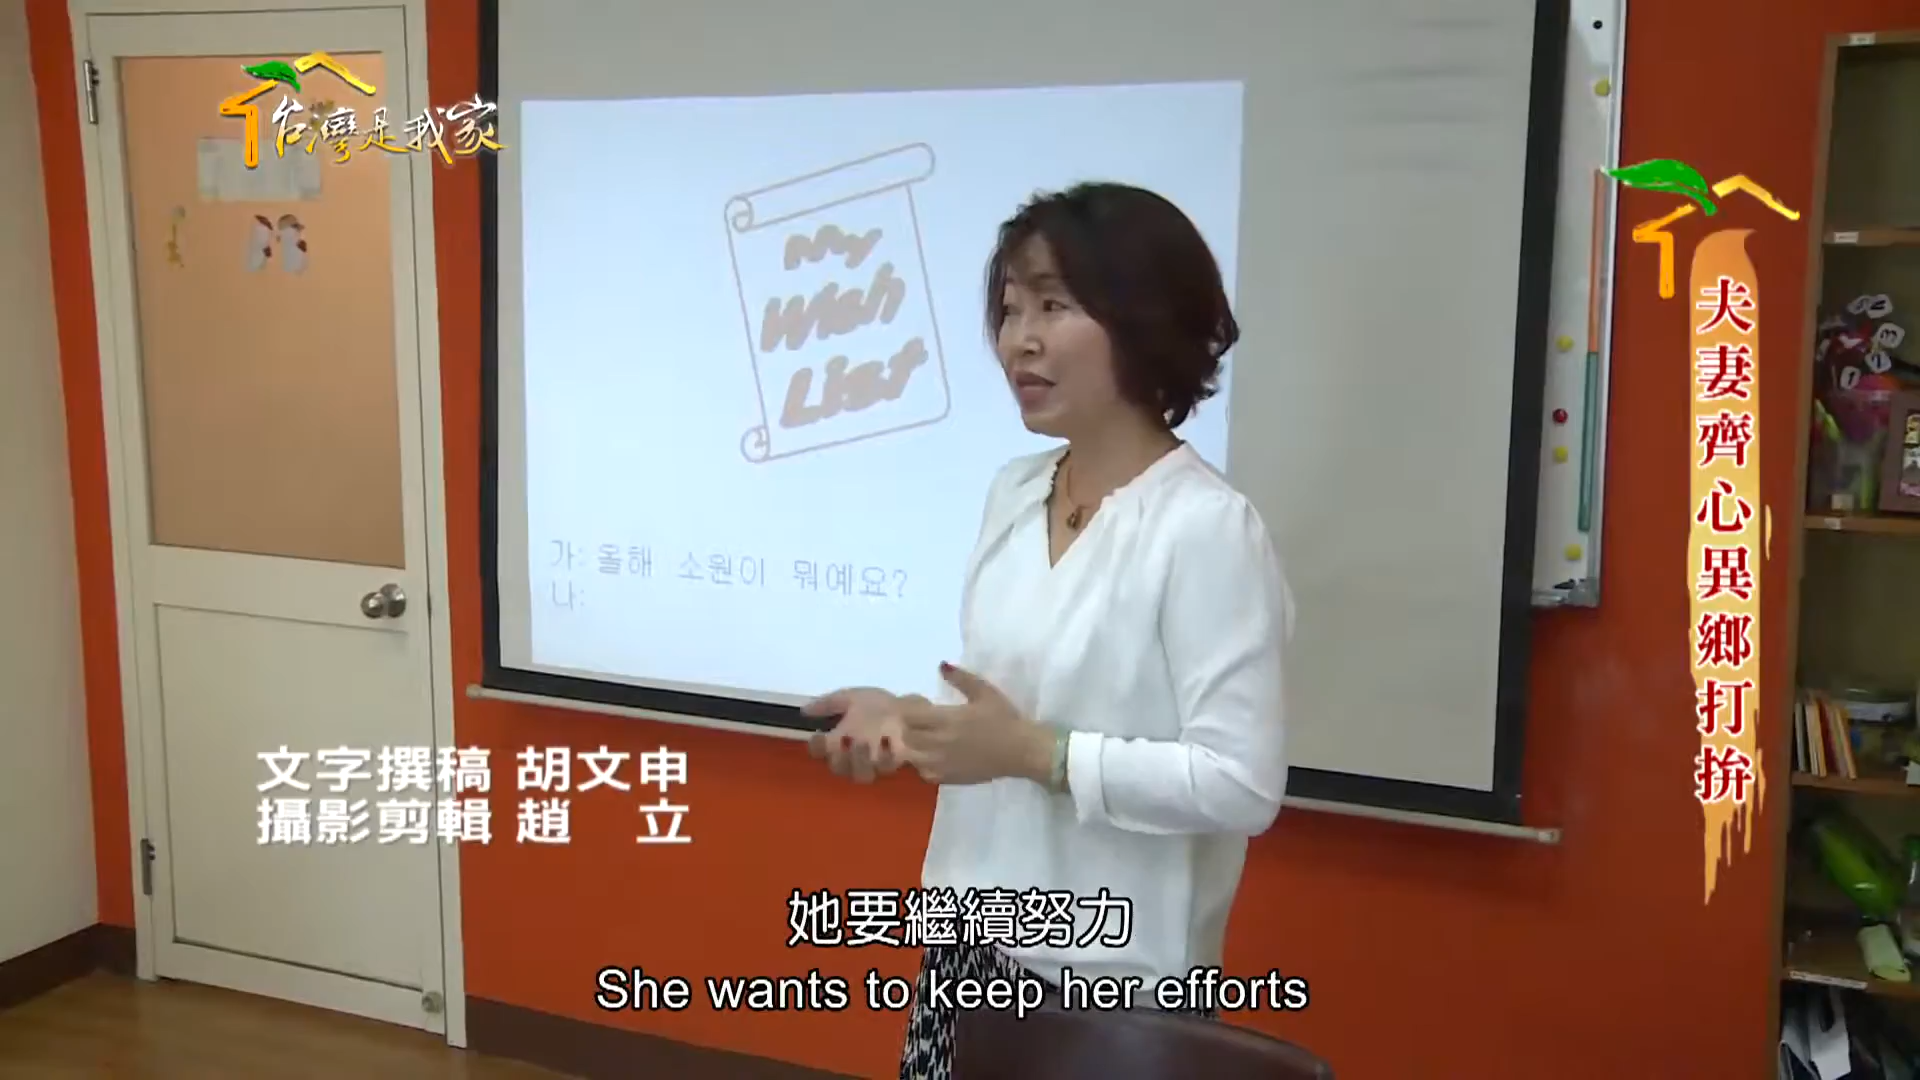 台灣是我家
My
Wish
List
가: 올해 소원이 뭐예요?
나:
夫妻齊心異鄉打拚
文字撰稿 胡文申
攝影剪輯 趙 立
她要繼續努力
She wants to keep her efforts